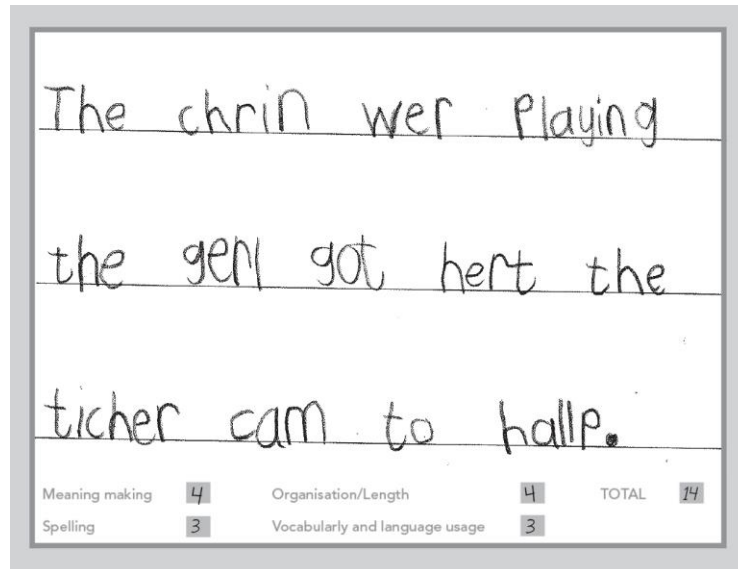 The chrin wer Playing
the gerl got hert the
ticher cam to hallp.
Meaning making 4 Organisation/Length 4 TOTAL 14
Spelling 3 Vocabularly and language usage 3